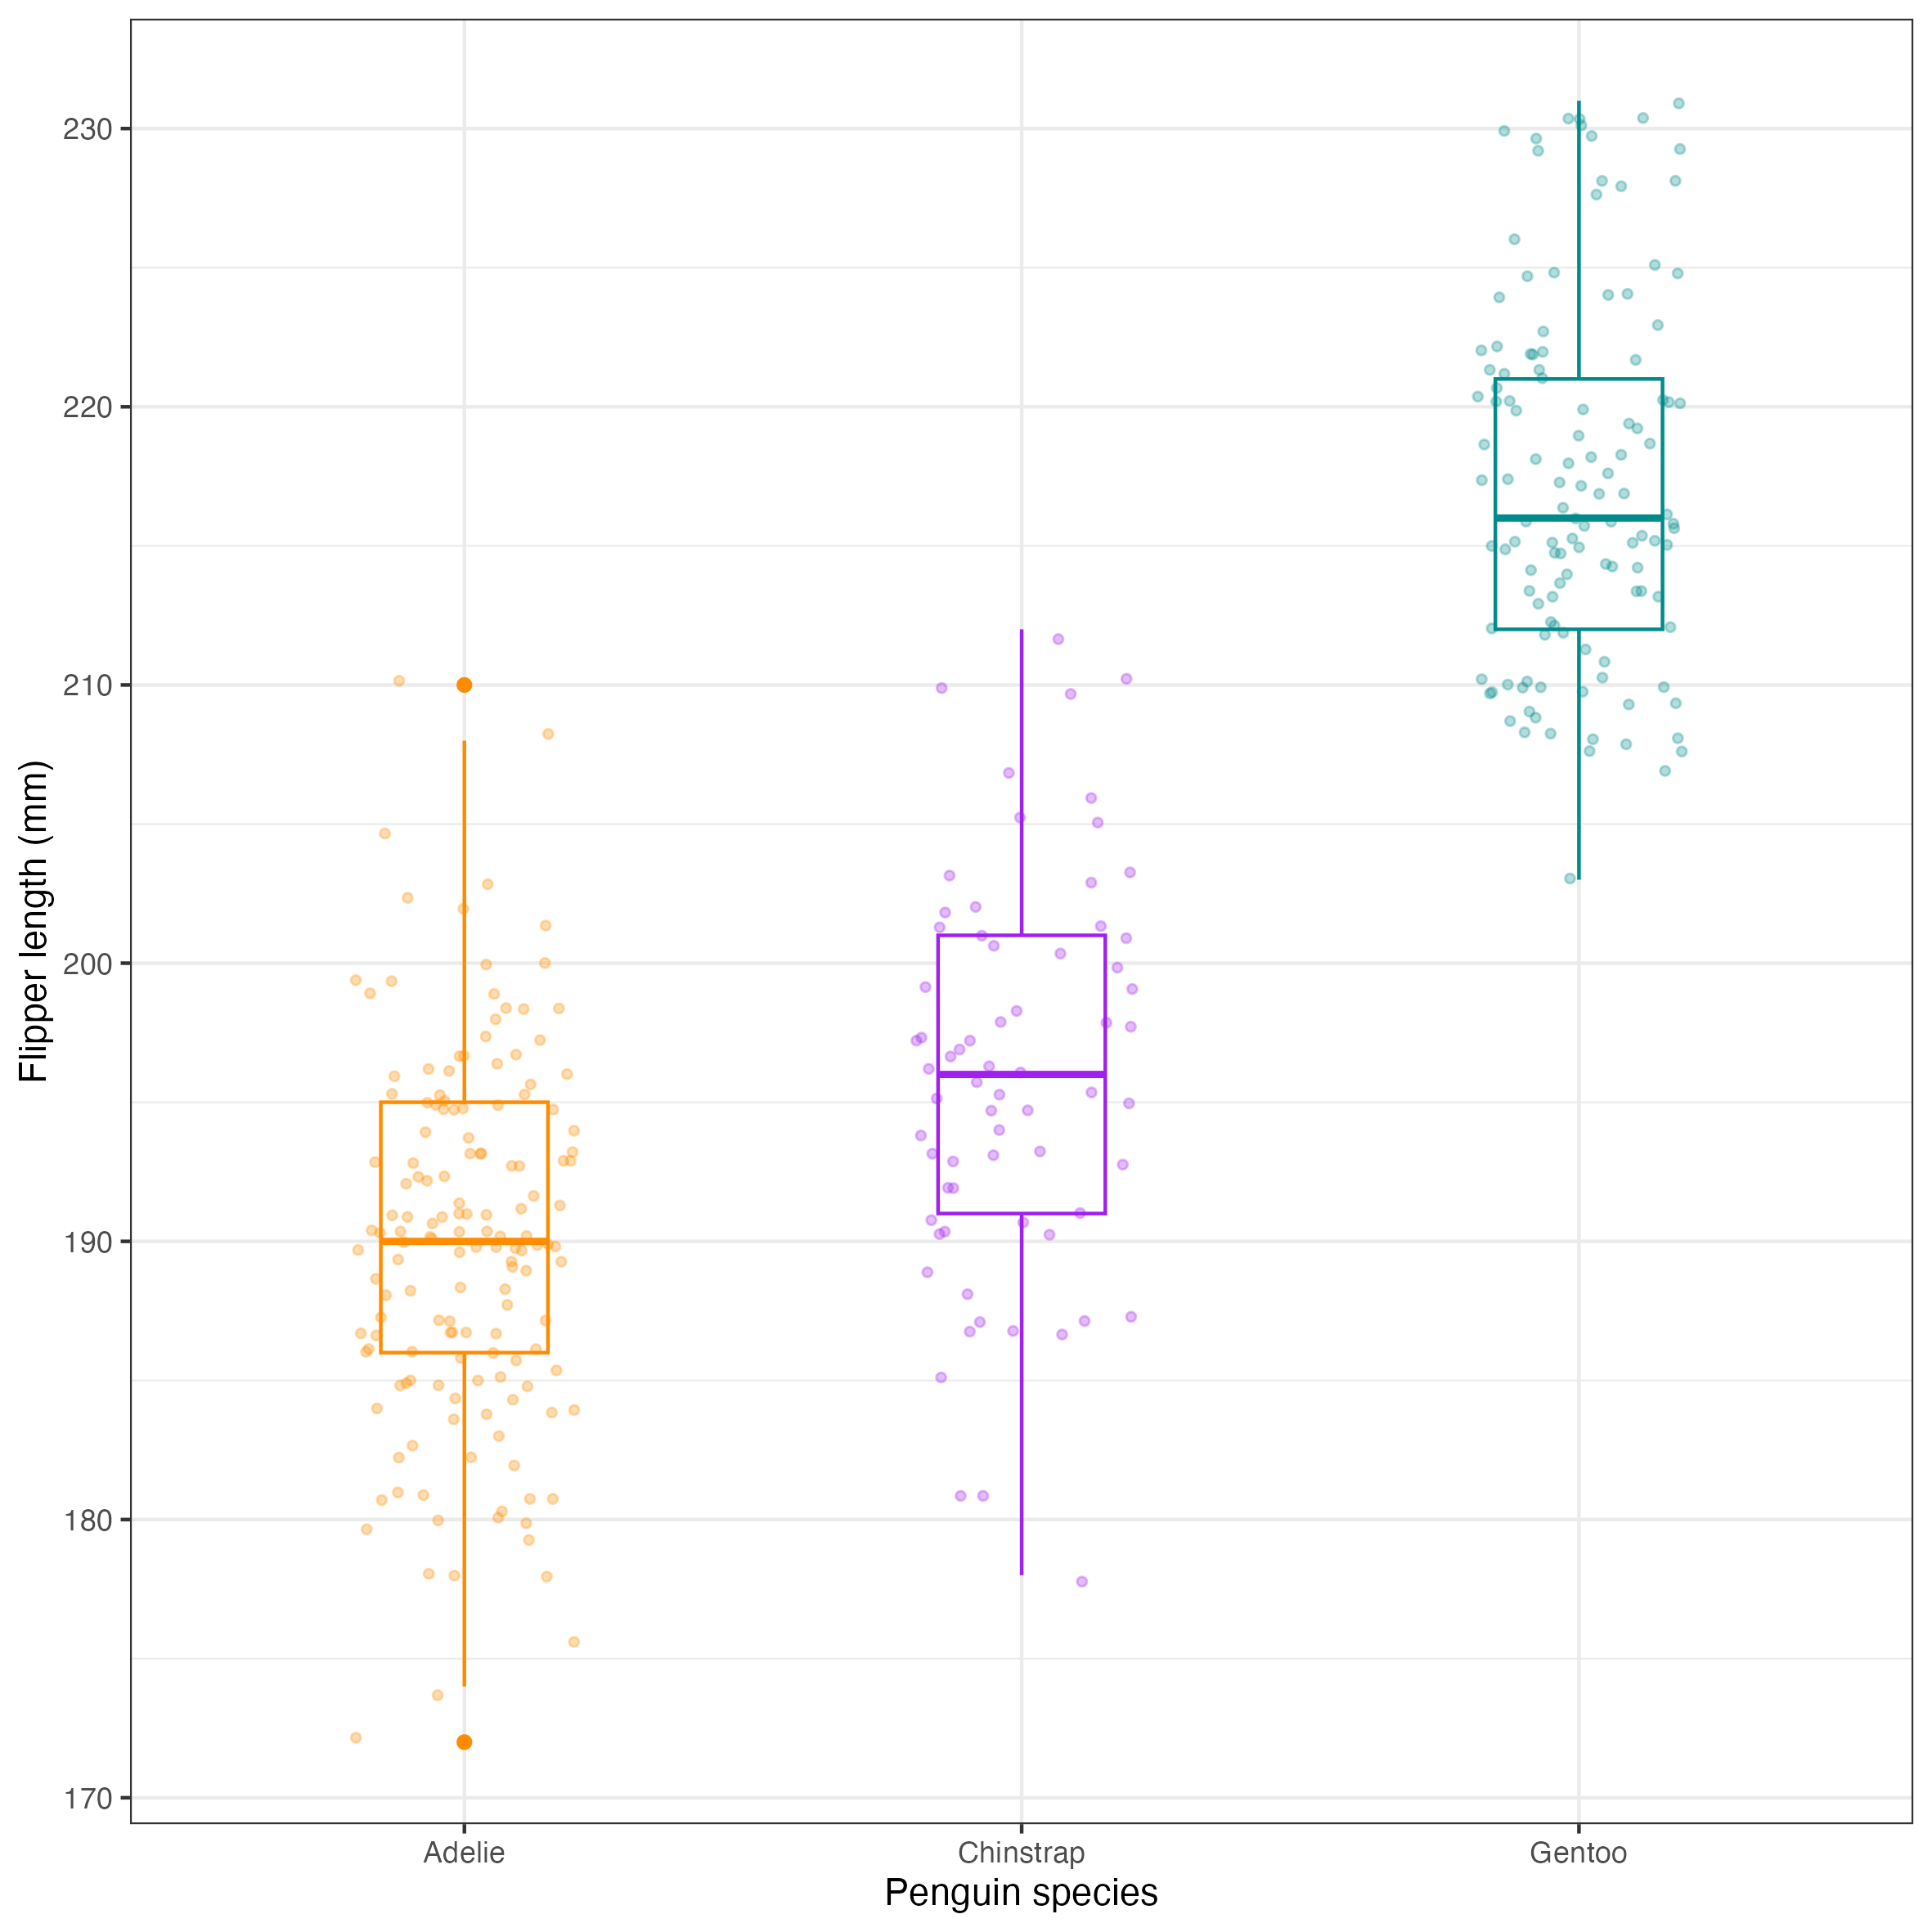 230
220
210
200
190
180
170
Flipper length (mm)
Adelie
Chinstrap
Gentoo
Penguin species